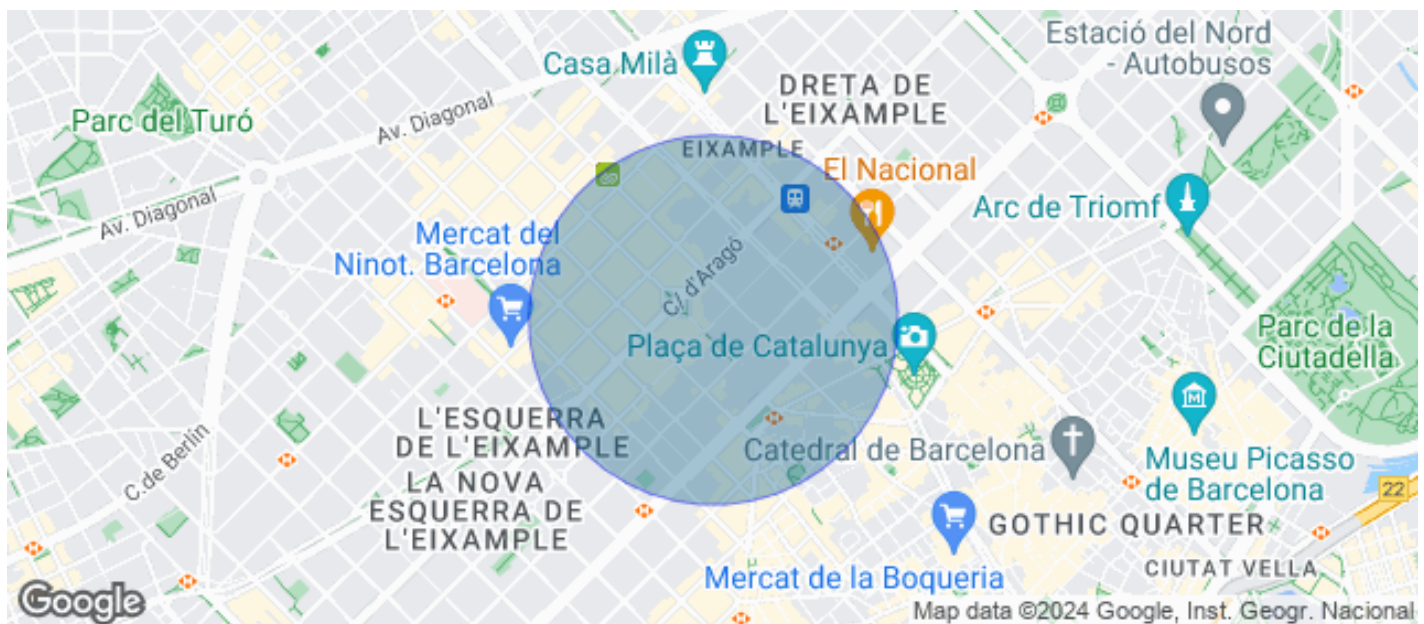 Estació del Nord
- Autobusos
Casa Milà
DRETA DE
L'EIXAMPLE
Parc del Turó
Av. Diagonal
EIXAMPLE
El Nacional
Arc de Triomf
Av. Diagonal
Mercat del
Ninot. Barcelona
C/ d'Aragó
Plaça de Catalunya
Parc de la
Ciutadella
L'ESQUERRA
DE L'EIXAMPLE
Catedral de Barcelona
Museu Picasso
de Barcelona
C. de Berlín
LA NOVA
ESQUERRA DE
L'EIXAMPLE
22
GOTHIC QUARTER
CIUTAT VELLA
Mercat de la Boqueria
Google
Map data ©2024 Google, Inst. Geogr. Nacional